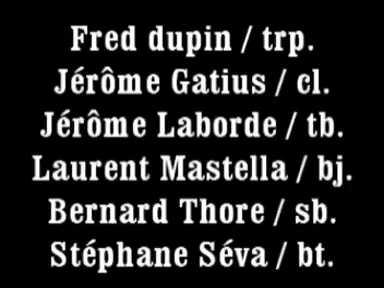 Fred dupin / trp.
Jérôme Gatius / cl.
Jérôme Laborde / tb.
Laurent Mastella / bj.
Bernard Thore / sb.
Stéphane Séva / bt.